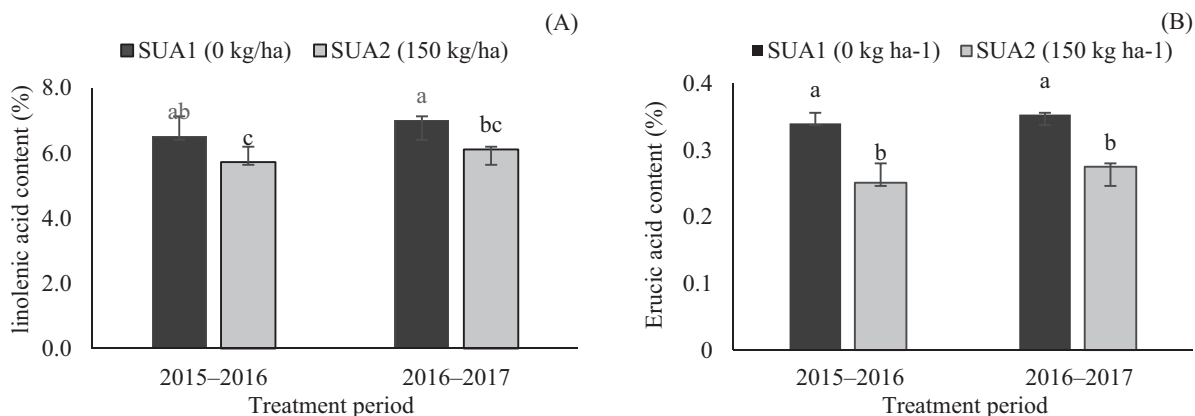 (A)
SUA1 (0 kg/ha) SUA2 (150 kg/ha)
linolenic acid content (%)
8.0
6.0
4.0
2.0
0.0
ab
c
a
bc
2015–2016 2016–2017
Treatment period
(B)
SUA1 (0 kg ha-1) SUA2 (150 kg ha-1)
Erucic acid content (%)
0.4
0.3
0.2
0.1
0
a
b
a
b
2015–2016 2016–2017
Treatment period